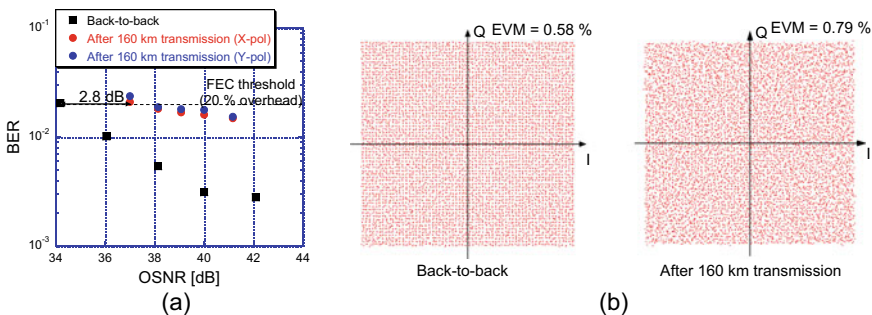 Back-to-back
After 160 km transmission (X-pol)
After 160 km transmission (Y-pol)
10-1
10-2
10-3
BER
2.8 dB
FEC threshold
(20 % overhead)
34
36
38
40
42
44
OSNR [dB]
(a)
Q
EVM = 0.58 %
I
Back-to-back
Q
EVM = 0.79 %
I
After 160 km transmission
(b)